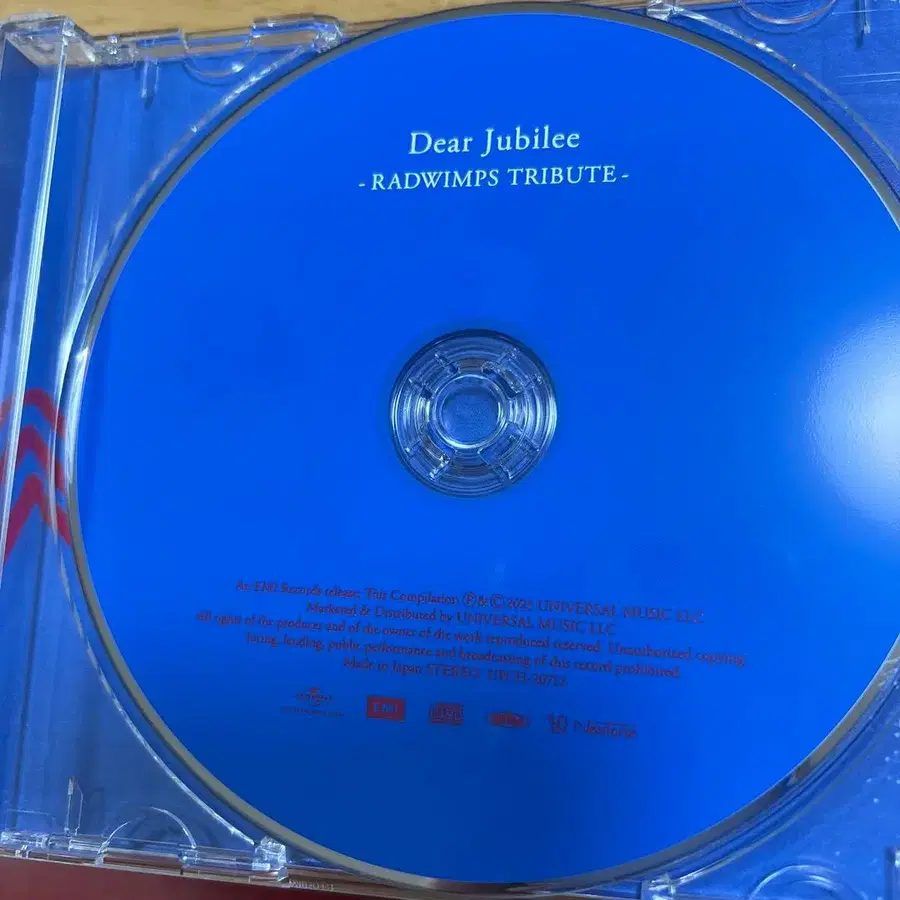 Dear Jubilee
- RADWIMPS TRIBUTE -
An EMI Records release; This Compilation Ⓟ&Ⓒ 2025 UNIVERSAL MUSIC LLC
Marketed & Distributed by UNIVERSAL MUSIC LLC
All rights of the producer and of the owner of the work reproduced reserved. Unauthorized copying,
hiring, lending, public performance and broadcasting of this record prohibited.
Made in Japan STEREO
EMI